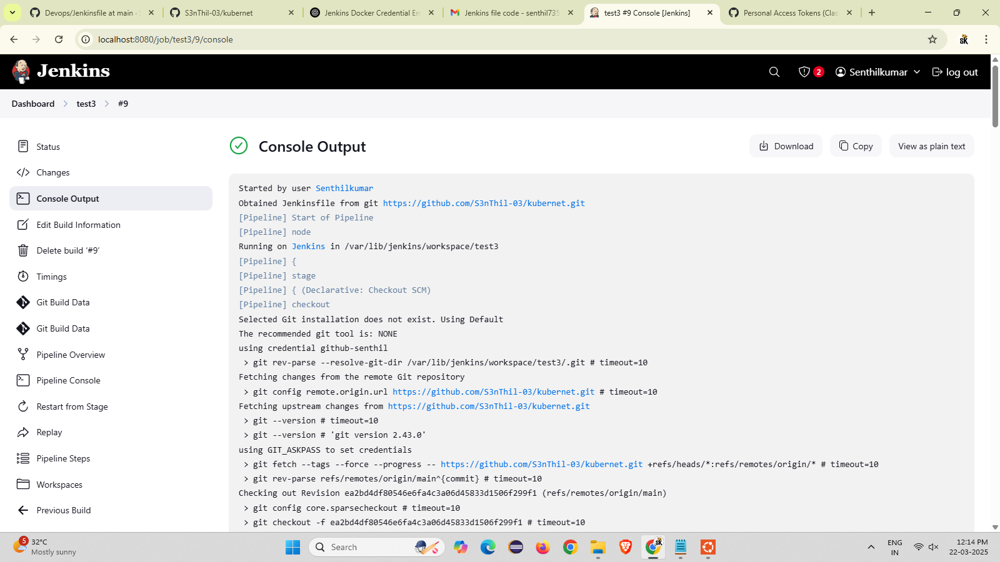 Devops/Jenkinsfile at main · S
S3nThil-03/kubernet
Jenkins Docker Credential Er
Jenkins file code - senthil735
test3 #9 Console [Jenkins]
Personal Access Tokens (Clas
localhost:8080/job/test3/9/console
SK
Jenkins
2
Senthilkumar
log out
Dashboard
test3
#9
Status
Changes
Console Output
Edit Build Information
Delete build ‘#9’
Timings
Git Build Data
Git Build Data
Pipeline Overview
Pipeline Console
Restart from Stage
Replay
Pipeline Steps
Workspaces
Previous Build
Console Output
Download
Copy
View as plain text
Started by user Senthilkumar
Obtained Jenkinsfile from git https://github.com/S3nThil-03/kubernet.git
[Pipeline] Start of Pipeline
[Pipeline] node
Running on Jenkins in /var/lib/jenkins/workspace/test3
[Pipeline] {
[Pipeline] stage
[Pipeline] { (Declarative: Checkout SCM)
[Pipeline] checkout
Selected Git installation does not exist. Using Default
The recommended git tool is: NONE
using credential github-senthil
> git rev-parse --resolve-git-dir /var/lib/jenkins/workspace/test3/.git # timeout=10
Fetching changes from the remote Git repository
> git config remote.origin.url https://github.com/S3nThil-03/kubernet.git # timeout=10
Fetching upstream changes from https://github.com/S3nThil-03/kubernet.git
> git --version # timeout=10
> git --version # 'git version 2.43.0'
using GIT_ASKPASS to set credentials
> git fetch --tags --force --progress -- https://github.com/S3nThil-03/kubernet.git +refs/heads/*:refs/remotes/origin/* # timeout=10
> git rev-parse refs/remotes/origin/main^{commit} # timeout=10
Checking out Revision ea2bd4df80546e6fa4c3a06d45833d1506f299f1 (refs/remotes/origin/main)
> git config core.sparsecheckout # timeout=10
> git checkout -f ea2bd4df80546e6fa4c3a06d45833d1506f299f1 # timeout=10
5
32°C
Mostly sunny
Search
SK
ENG
IN
12:14 PM
22-03-2025